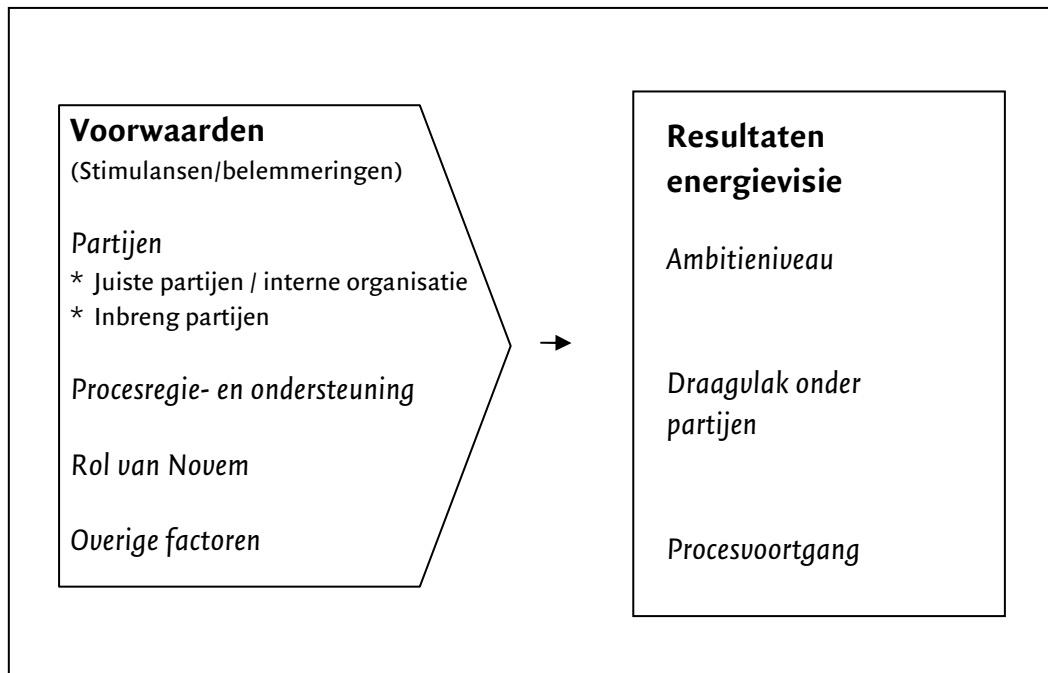 Voorwaarden
(Stimulansen/belemmeringen)
Partijen
* Juiste partijen / interne organisatie
* Inbreng partijen
Procesregie- en ondersteuning
Rol van Novem
Overige factoren
Resultaten
energievisie
Ambitieniveau
Draagvlak onder
partijen
Procesvoortgang